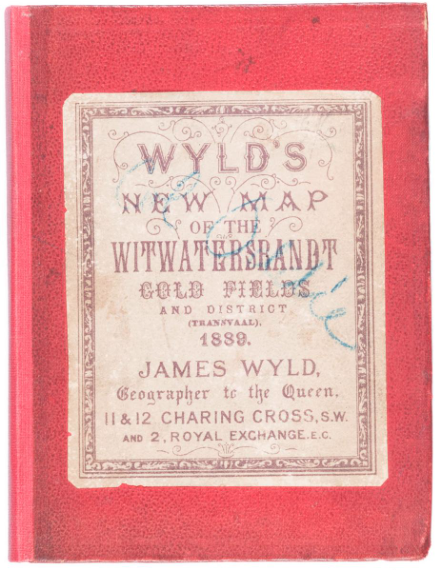 WYLD'S
NEW MAP
OF THE
WITWATERSRANDT
GOLD FIELDS
AND DISTRICT
(TRANSVAAL),
1889.
JAMES WYLD,
Geographer to the Queen.
11 & 12 CHARING CROSS, S.W.
AND 2, ROYAL EXCHANGE. E.C.